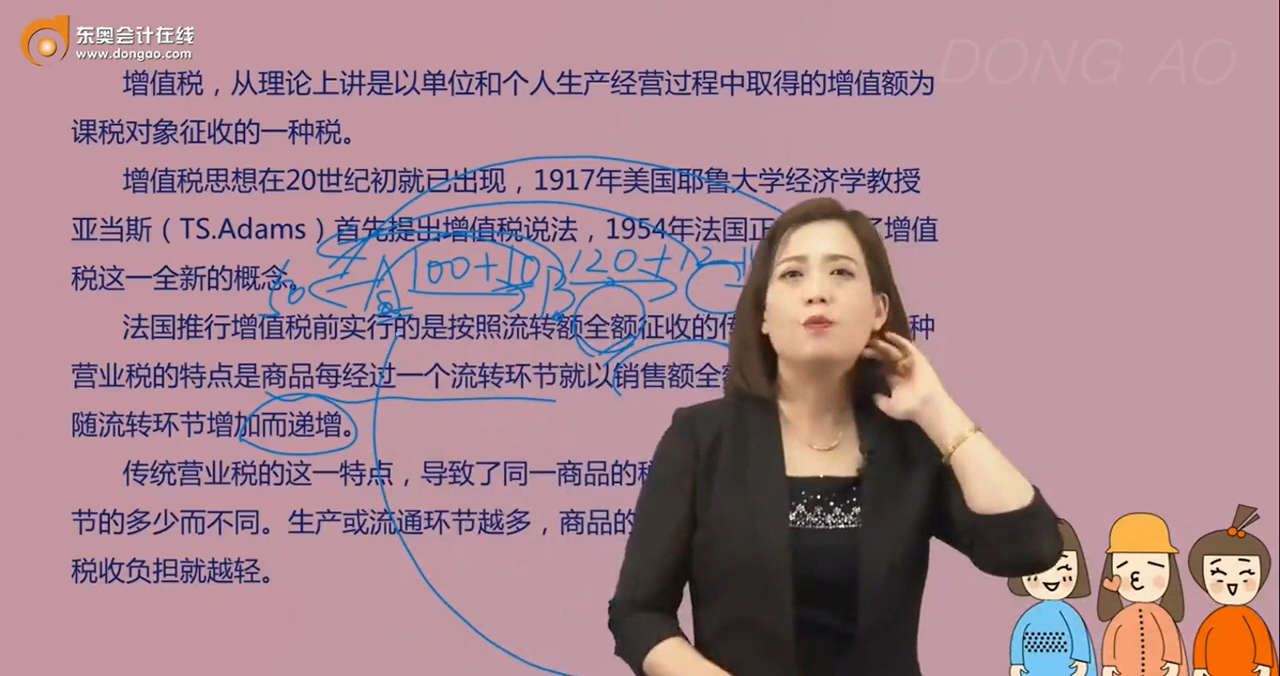 东奥会计在线
www.dongao.com
DONG AO
增值税，从理论上讲是以单位和个人生产经营过程中取得的增值额为
课税对象征收的一种税。
增值税思想在20世纪初就已出现，1917年美国耶鲁大学经济学教授
亚当斯（TS.Adams）首先提出增值税说法，1954年法国正 了增值
税这一全新的概念。
100+10 120+12
50 A B
法国推行增值税前实行的是按照流转额全额征收的传 种
营业税的特点是商品每经过一个流转环节就以销售额全
随流转环节增加而递增。
传统营业税的这一特点，导致了同一商品的税
节的多少而不同。生产或流通环节越多，商品的
税收负担就越轻。